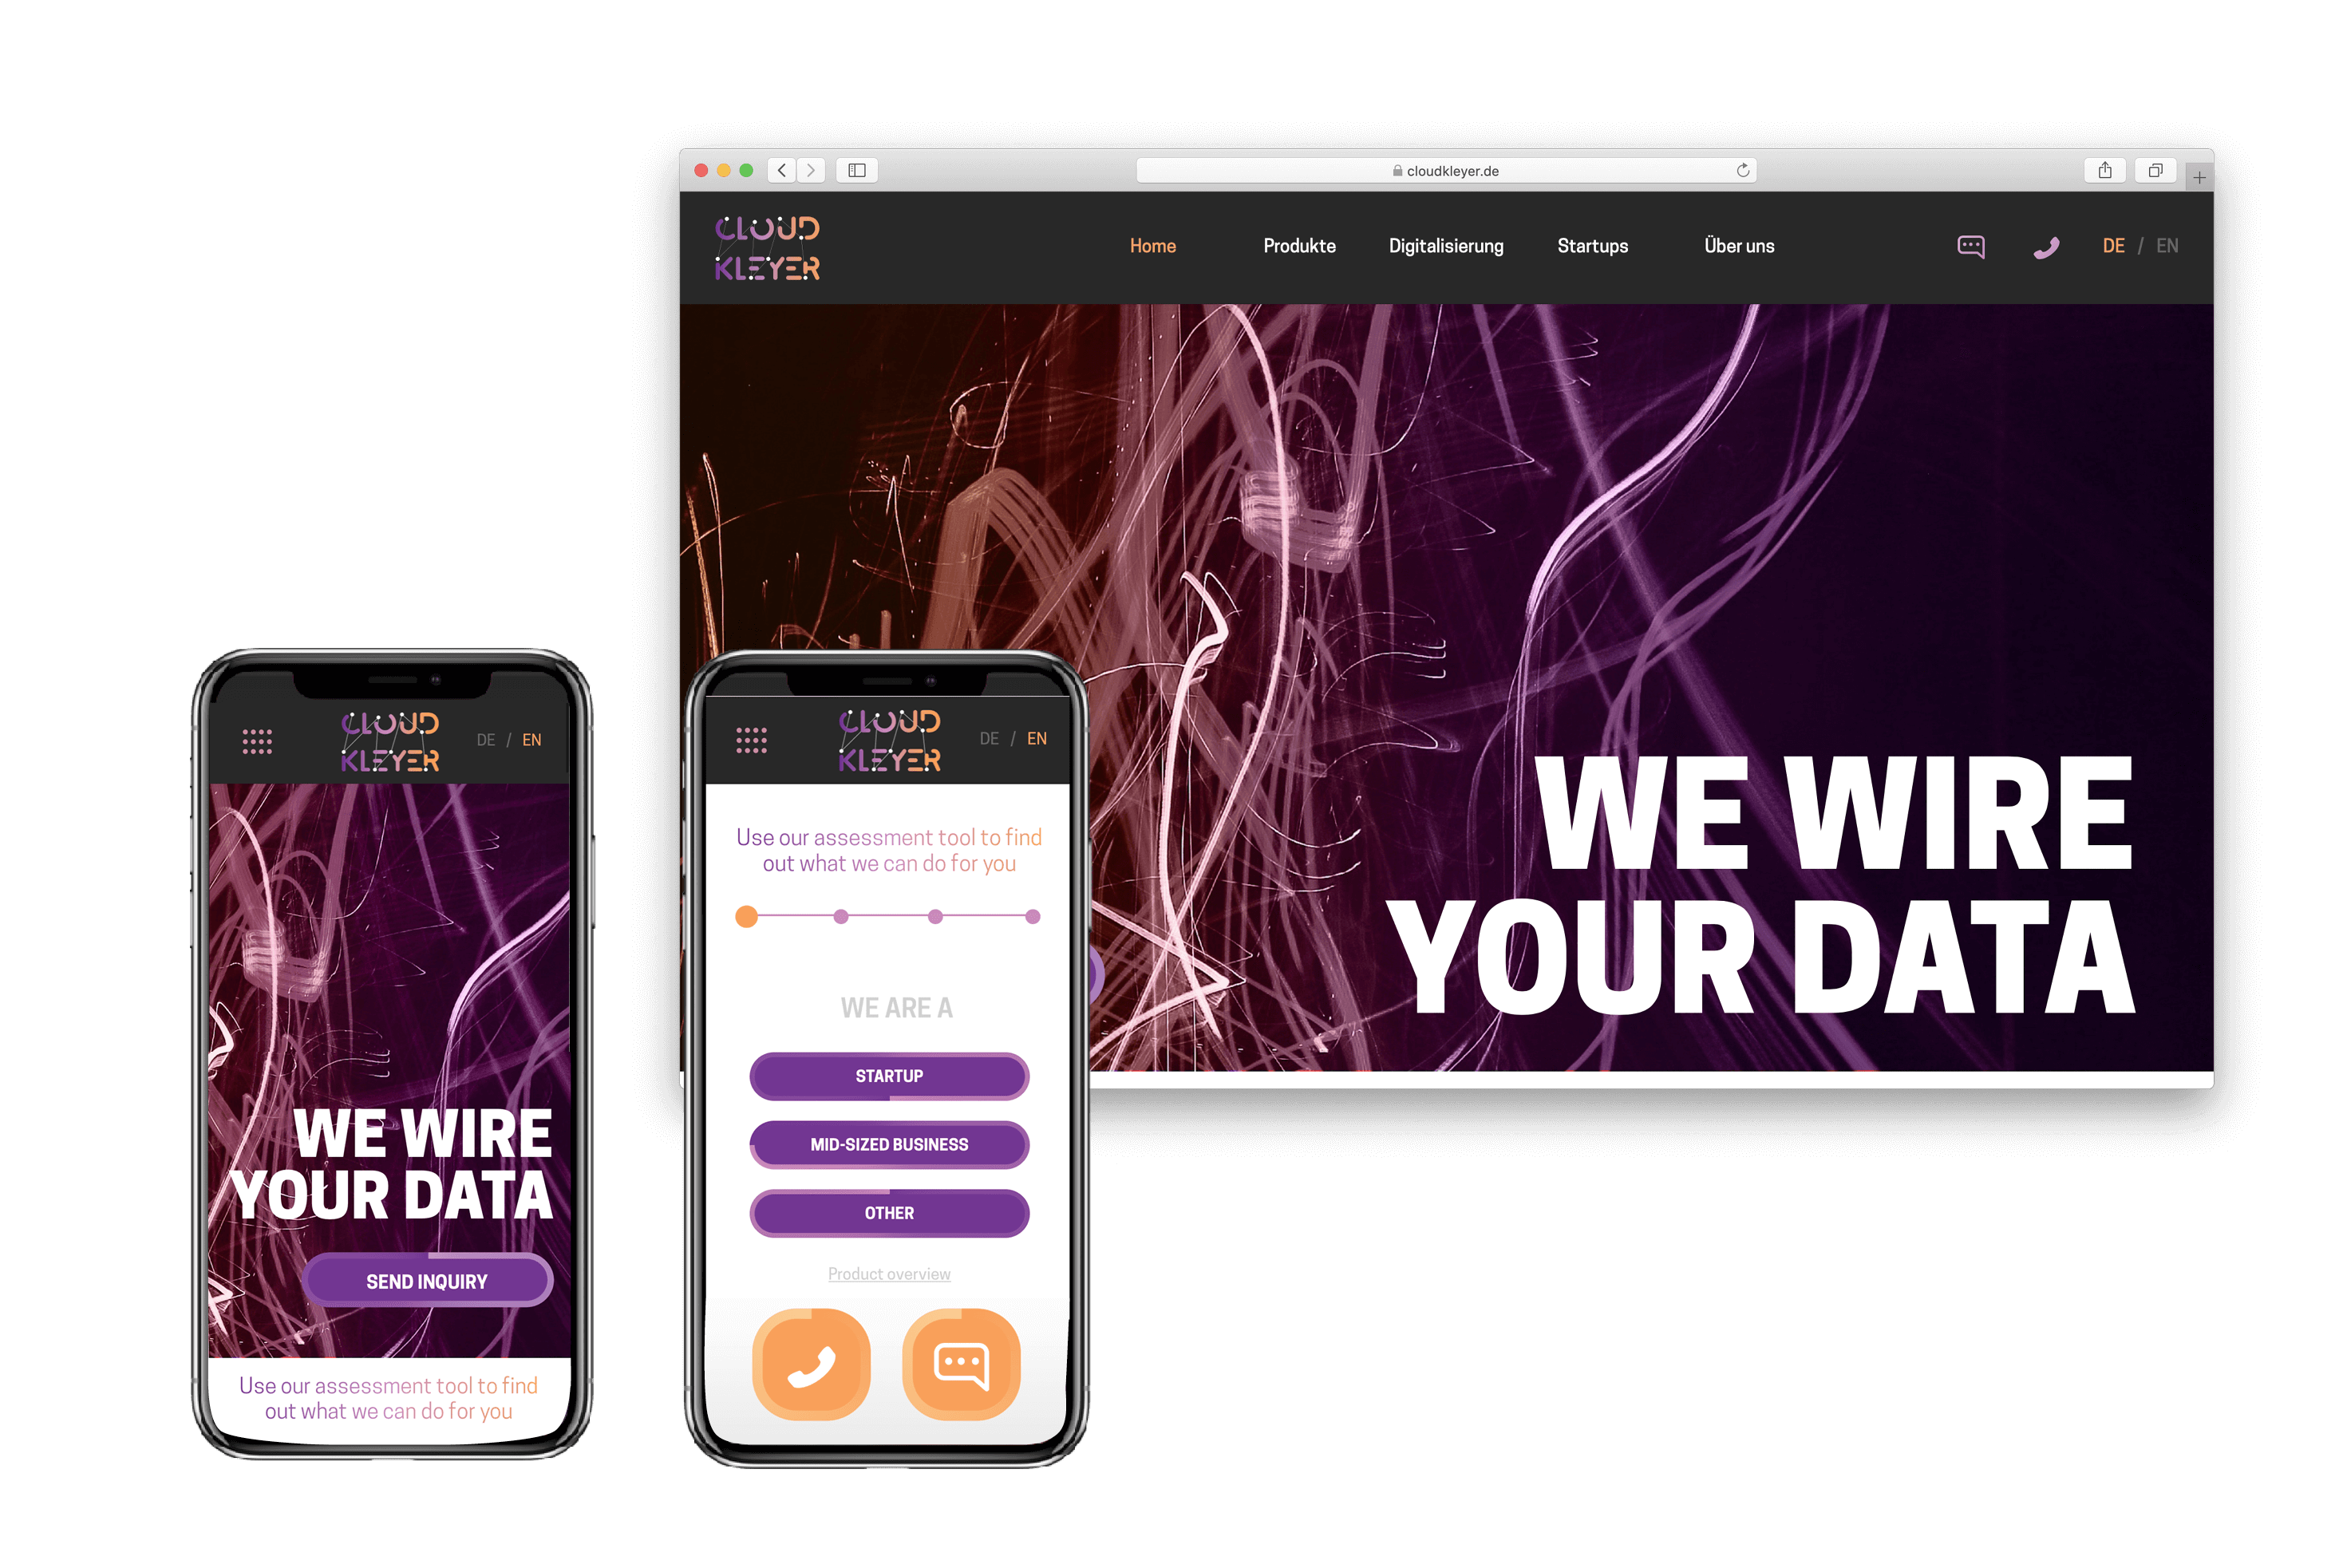 cloudkleyer.de
CLOUD
KLEYER
Home
Produkte
Digitalisierung
Startups
Über uns
DE / EN
WE WIRE
YOUR DATA
CLOUD
KLEYER
DE / EN
WE WIRE
YOUR DATA
SEND INQUIRY
Use our assessment tool to find
out what we can do for you
CLOUD
KLEYER
DE / EN
Use our assessment tool to find
out what we can do for you
WE ARE A
STARTUP
MID-SIZED BUSINESS
OTHER
Product overview